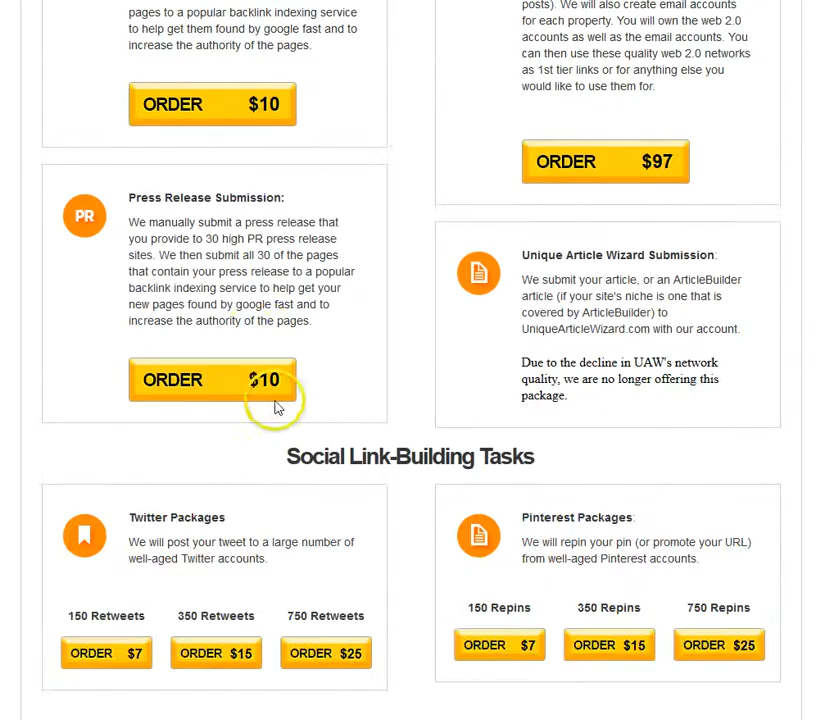 pages to a popular backlink indexing service
to help get them found by google fast and to
increase the authority of the pages.
ORDER $10
posts). We will also create email accounts
for each property. You will own the web 2.0
accounts as well as the email accounts. You
can then use these quality web 2.0 networks
as 1st tier links or for anything else you
would like to use them for.
ORDER $97
Press Release Submission:
PR
We manually submit a press release that
you provide to 30 high PR press release
sites. We then submit all 30 of the pages
that contain your press release to a popular
backlink indexing service to help get your
new pages found by google fast and to
increase the authority of the pages.
ORDER $10
Unique Article Wizard Submission:
We submit your article, or an ArticleBuilder
article (if your site's niche is one that is
covered by ArticleBuilder) to
UniqueArticleWizard.com with our account.
Due to the decline in UAW's network
quality, we are no longer offering this
package.
Social Link-Building Tasks
Twitter Packages
We will post your tweet to a large number of
well-aged Twitter accounts.
150 Retweets 350 Retweets 750 Retweets
ORDER $7 ORDER $15 ORDER $25
Pinterest Packages:
We will repin your pin (or promote your URL)
from well-aged Pinterest accounts.
150 Repins 350 Repins 750 Repins
ORDER $7 ORDER $15 ORDER $25